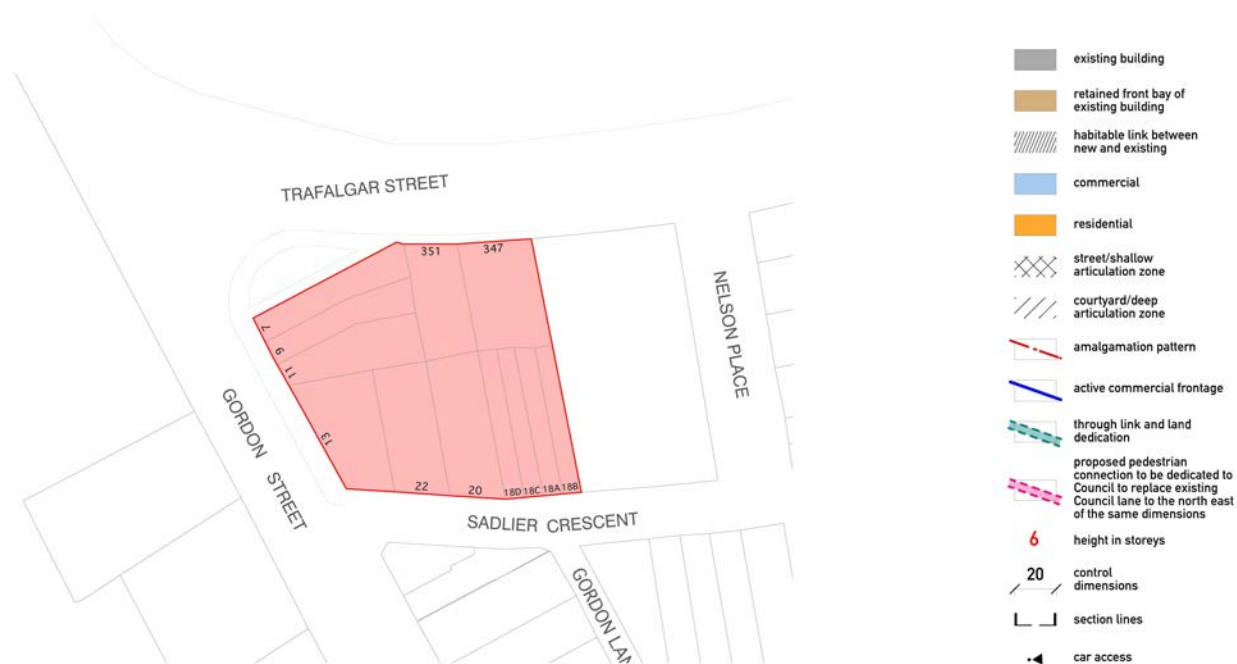 TRAFALGAR STREET
351
347
7
9
11
13
22
20
18D
18C
18A
18B
GORDON STREET
SADLIER CRESCENT
NELSON PLACE
GORDON LAN
existing building
retained front bay of
existing building
habitable link between
new and existing
commercial
residential
street/shallow
articulation zone
courtyard/deep
articulation zone
amalgamation pattern
active commercial frontage
through link and land
dedication
proposed pedestrian
connection to be dedicated to
Council to replace existing
Council lane to the north east
of the same dimensions
6
height in storeys
20
control
dimensions
section lines
car access